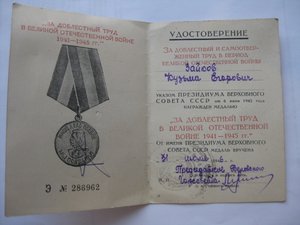 „ЗА ДОБЛЕСТНЫЙ ТРУД
В ВЕЛИКОЙ ОТЕЧЕСТВЕННОЙ
ВОЙНЕ
1941—1945 гг."
Э № 286962
УДОСТОВЕРЕНИЕ
ЗА ДОБЛЕСТНЫЙ И САМООТВЕР-
ЖЕННЫЙ ТРУД В ПЕРИОД
ВЕЛИКОЙ ОТЕЧЕСТВЕННОЙ ВОЙНЫ
Кузьма Егорович
УКАЗОМ ПРЕЗИДИУМА ВЕРХОВНОГО
СОВЕТА СССР от 6 июня 1945 года
НАГРАЖДЕН МЕДАЛЬЮ
„ЗА ДОБЛЕСТНЫЙ ТРУД
В ВЕЛИКОЙ ОТЕЧЕСТВЕННОЙ
ВОЙНЕ 1941—1945 гг."
ОТ ИМЕНИ ПРЕЗИДИУМА ВЕРХОВНОГО
СОВЕТА СССР МЕДАЛЬ ВРУЧЕНА
31